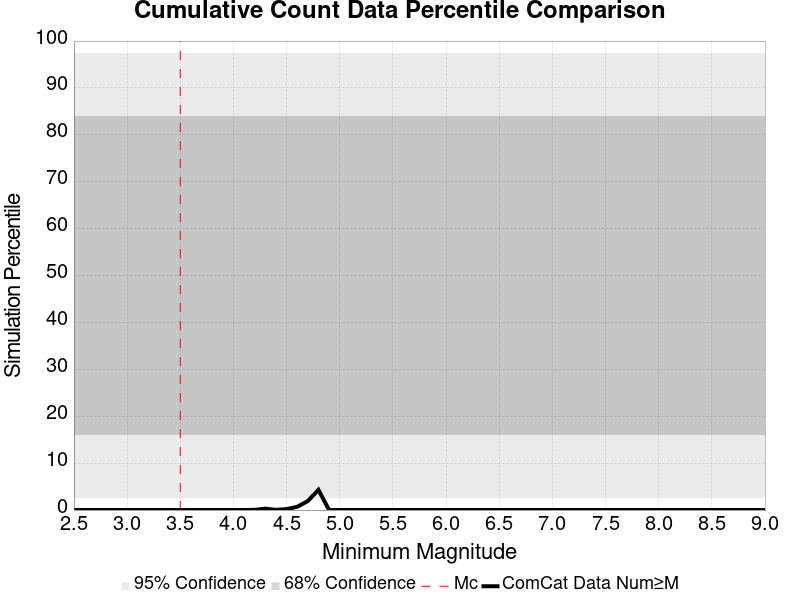 Cumulative Count Data Percentile Comparison
100
90
80
70
60
50
40
30
20
10
0
Simulation Percentile
2.5 3.0 3.5 4.0 4.5 5.0 5.5 6.0 6.5 7.0 7.5 8.0 8.5 9.0
Minimum Magnitude
95% Confidence 68% Confidence Mc ComCat Data Num≥M